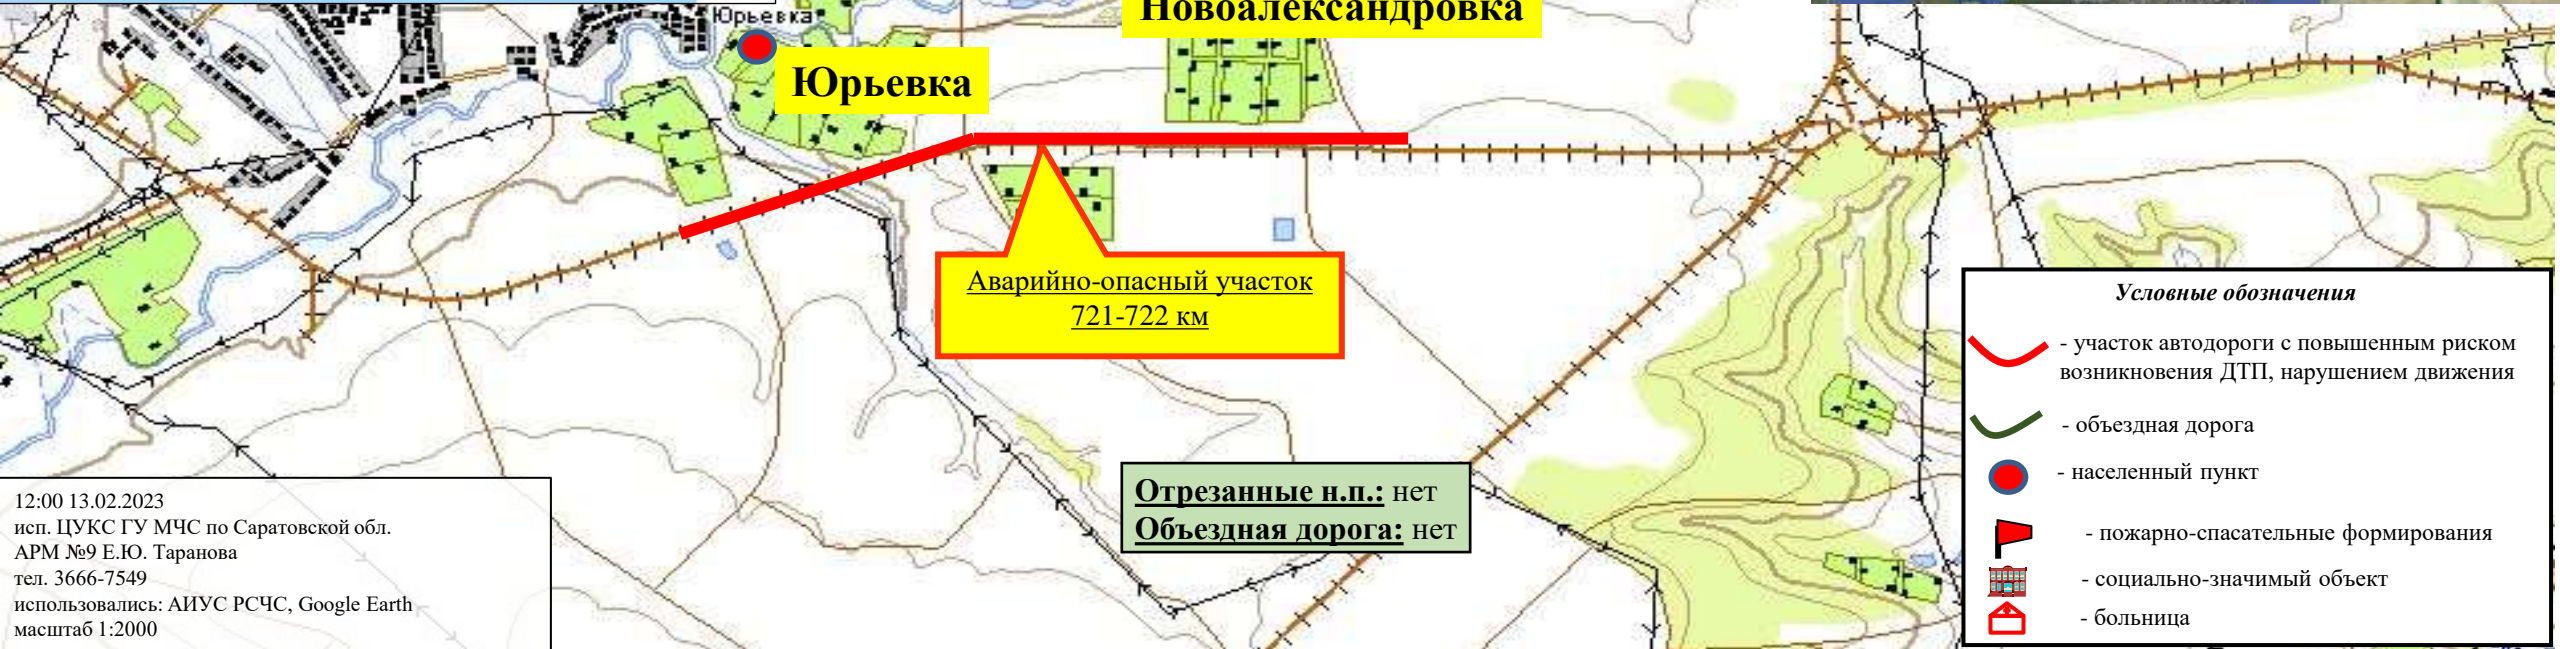 Юрьевка
Новоалександровка
Юрьевка
Аварийно-опасный участок
721-722 км
Условные обозначения
- участок автодороги с повышенным риском
возникновения ДТП, нарушением движения
- объездная дорога
- населенный пункт
- пожарно-спасательные формирования
- социально-значимый объект
- больница
Отрезанные н.п.: нет
Объездная дорога: нет
12:00 13.02.2023
исп. ЦУКС ГУ МЧС по Саратовской обл.
АРМ №9 Е.Ю. Таранова
тел. 3666-7549
использовались: АИУС РСЧС, Google Earth
масштаб 1:2000